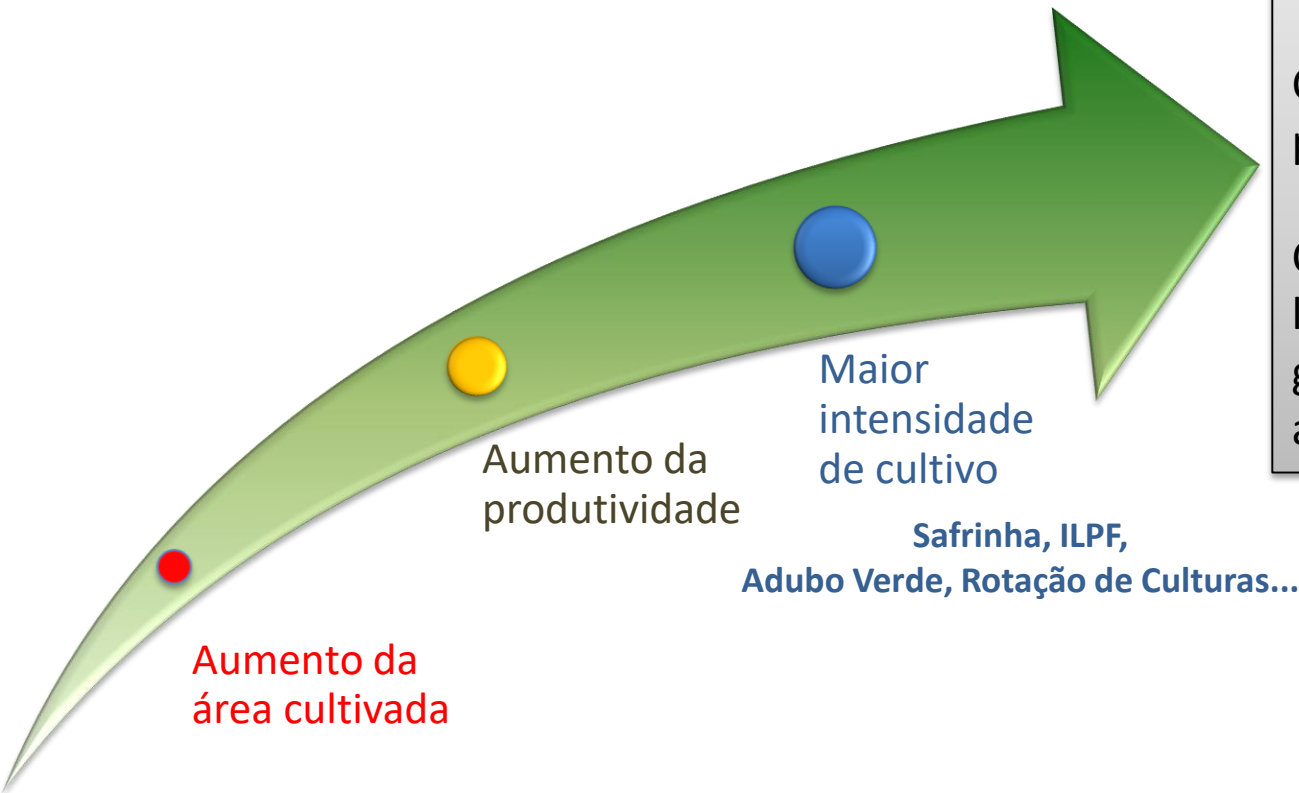 Aumento da
área cultivada
Aumento da
produtividade
Maior
intensidade
de cultivo
Safrinha, ILPF,
Adubo Verde, Rotação de Culturas...